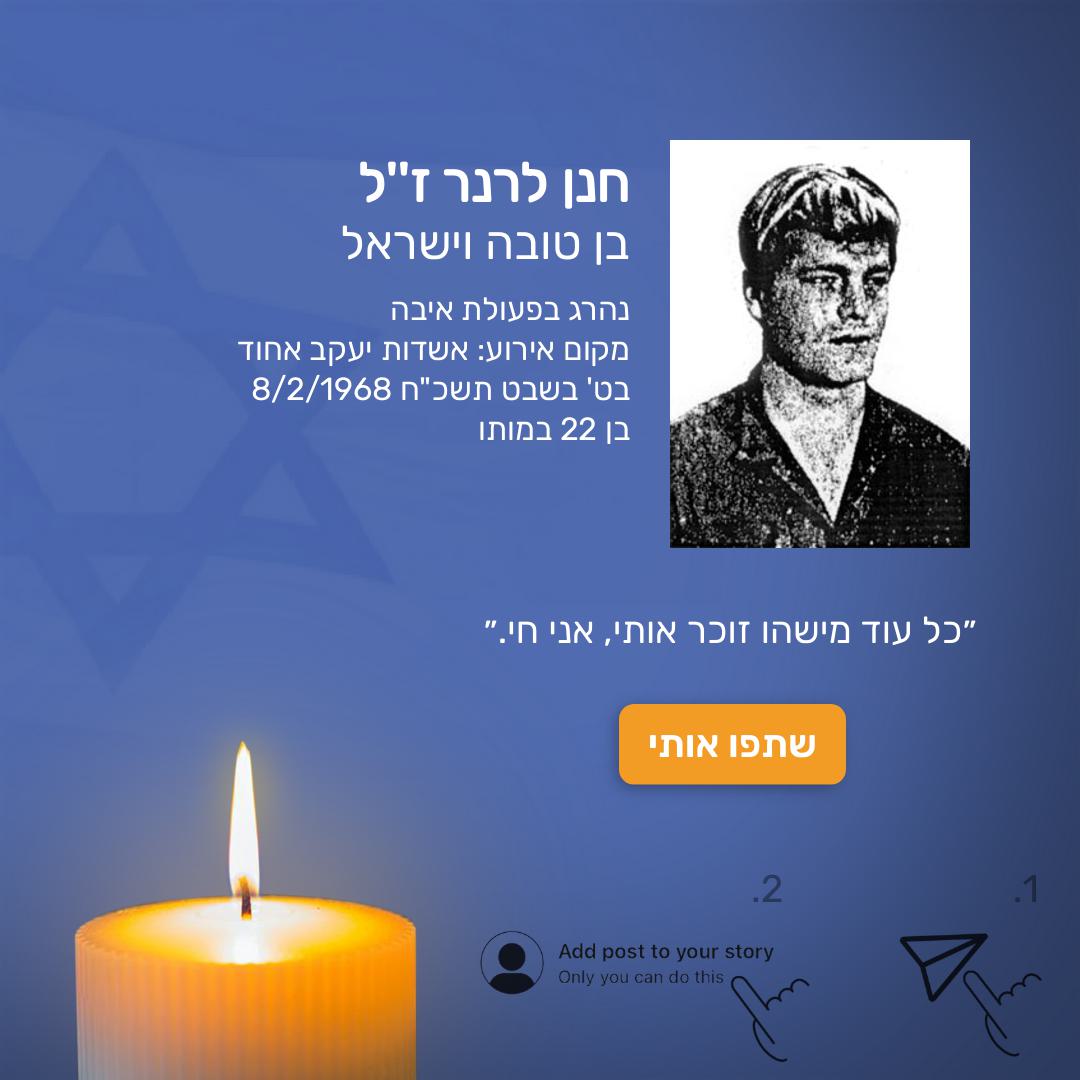 חנן לרנר ז"ל
בן טובה וישראל
נהרג בפעולת איבה
מקום אירוע: אשדות יעקב אחוד
בט' בשבט תשכ"ח 8/2/1968
בן 22 במותו
״כל עוד מישהו זוכר אותי, אני חי.״
שתפו אותי
.1
.2
Add post to your story
Only you can do this